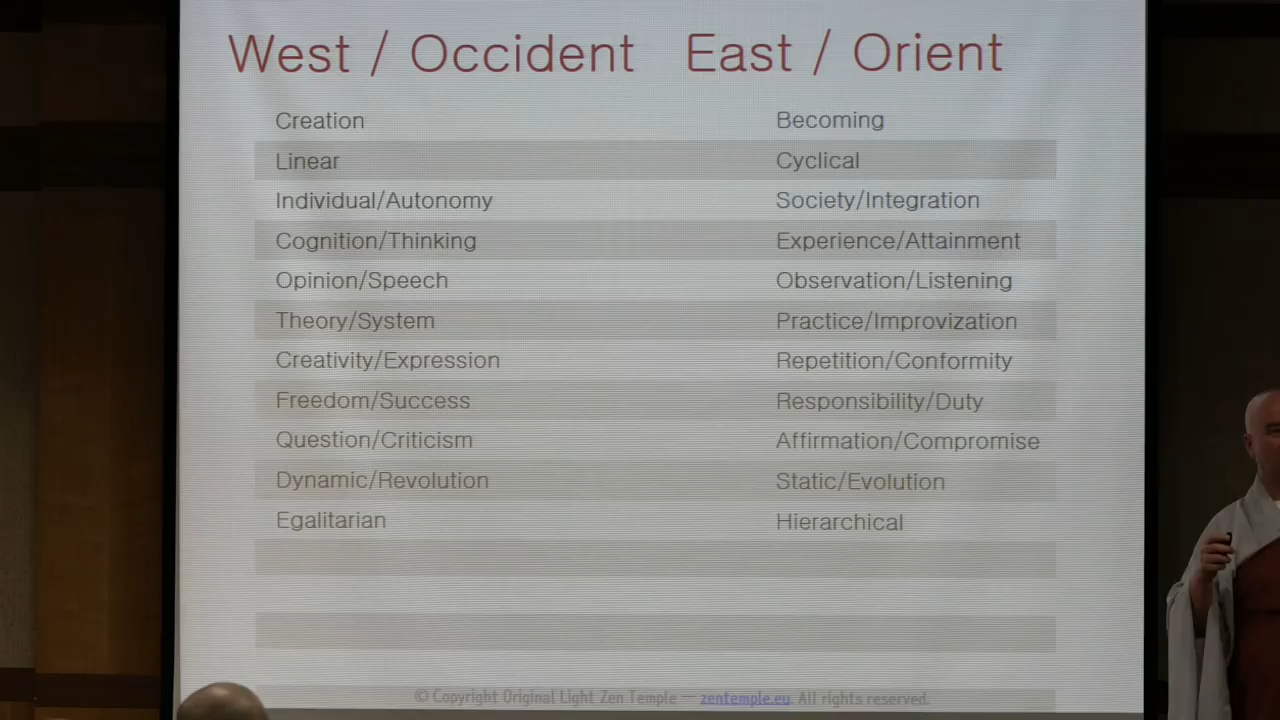 West / Occident East / Orient
Creation Becoming
Linear Cyclical
Individual/Autonomy Society/Integration
Cognition/Thinking Experience/Attainment
Opinion/Speech Observation/Listening
Theory/System Practice/Improvization
Creativity/Expression Repetition/Conformity
Freedom/Success Responsibility/Duty
Question/Criticism Affirmation/Compromise
Dynamic/Revolution Static/Evolution
Egalitarian Hierarchical
© Copyright Original Light Zen Temple — zentemple.eu. All rights reserved.